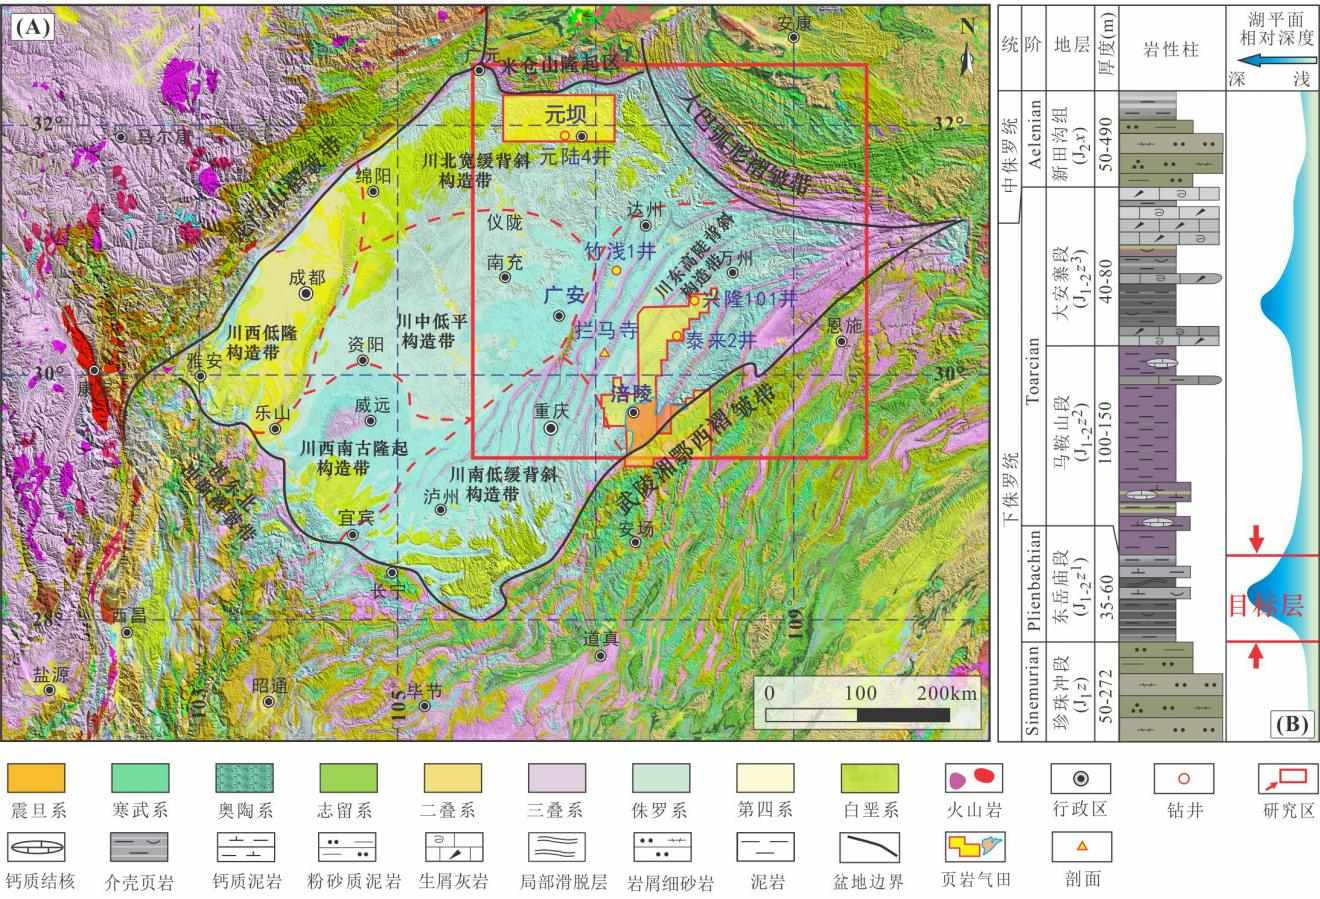 (A)
安康
N
广元
米仓山隆起区
元坝
32°
32°
马尔康
元陆4井
大巴弧形褶皱带
川北宽缓背斜
构造带
绵阳
龙门山褶皱带
仪陇
达州
竹浅1井
南充
川东高陡背斜
构造带
万州
成都
广安
兴隆101井
川西低隆
构造带
川中低平
构造带
拦马寺
泰来2井
恩施
资阳
雅安
康
30°
30°
涪陵
威远
乐山
重庆
川西南古隆起
构造带
武陵湘鄂西褶皱带
川南低缓背斜
构造带
泸州
宜宾
安场
长宁
28°
西昌
道真
109
盐源
昭通
103
105°
毕节
0 100 200km
统
阶
地层
厚度(m)
岩性柱
湖平面
相对深度
深 浅
中侏罗统
下侏罗统
Aelenian
Toarcian
Plienbachian
Sinemurian
新田沟组
(J₂x)
50-490
大安寨段
(J₁₋₂z³)
40-80
马鞍山段
(J₁₋₂z²)
100-150
东岳庙段
(J₁₋₂z¹)
35-60
珍珠冲段
(J₁z)
50-272
目标层
(B)
震旦系
寒武系
奥陶系
志留系
二叠系
三叠系
侏罗系
第四系
白垩系
火山岩
行政区
钻井
研究区
钙质结核
介壳页岩
钙质泥岩
粉砂质泥岩
生屑灰岩
局部滑脱层
岩屑细砂岩
泥岩
盆地边界
页岩气田
剖面